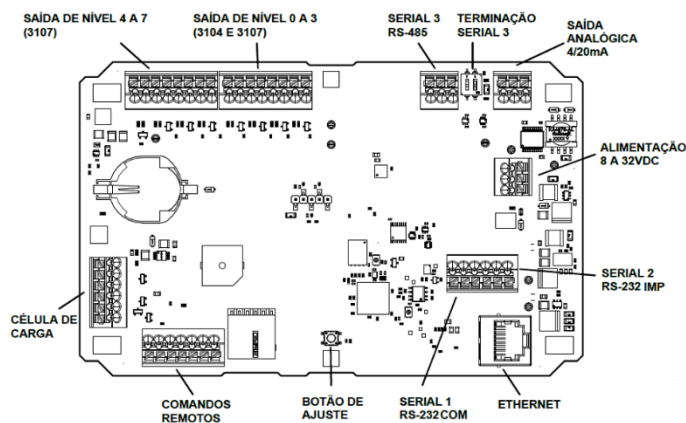 SAÍDA DE NÍVEL 4 A 7
(3107)
SAÍDA DE NÍVEL 0 A 3
(3104 E 3107)
SERIAL 3
RS-485
TERMINAÇÃO
SERIAL 3
SAÍDA
ANALÓGICA
4/20mA
ALIMENTAÇÃO
8 A 32VDC
SERIAL 2
RS-232 IMP
CÉLULA DE
CARGA
COMANDOS
REMOTOS
BOTÃO DE
AJUSTE
SERIAL 1
RS-232COM
ETHERNET